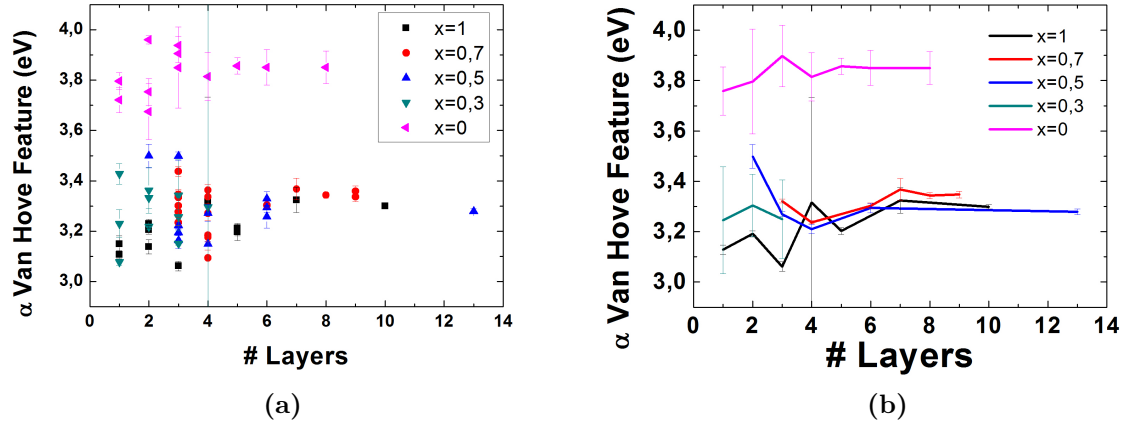 α Van Hove Feature (eV)
4,0
3,8
3,6
3,4
3,2
3,0
0 2 4 6 8 10 12 14
# Layers
x=1
x=0,7
x=0,5
x=0,3
x=0
(a)
α Van Hove Feature (eV)
4,0
3,8
3,6
3,4
3,2
3,0
0 2 4 6 8 10 12 14
# Layers
x=1
x=0,7
x=0,5
x=0,3
x=0
(b)